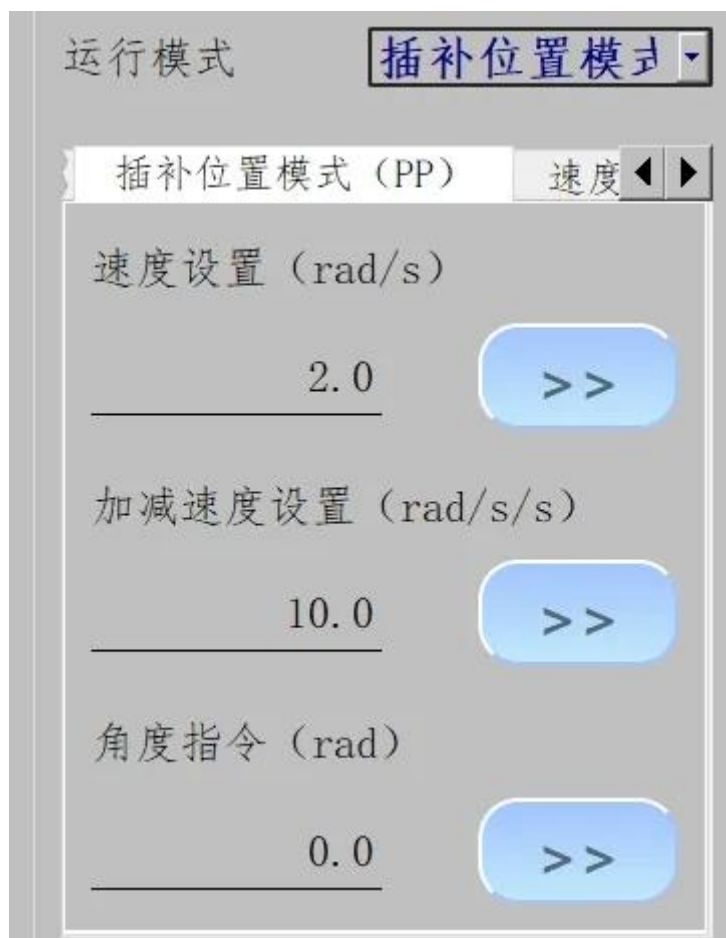 运行模式 插补位置模式
插补位置模式（PP） 速度
速度设置（rad/s）
2.0 >>
加减速度设置（rad/s/s）
10.0 >>
角度指令（rad）
0.0 >>